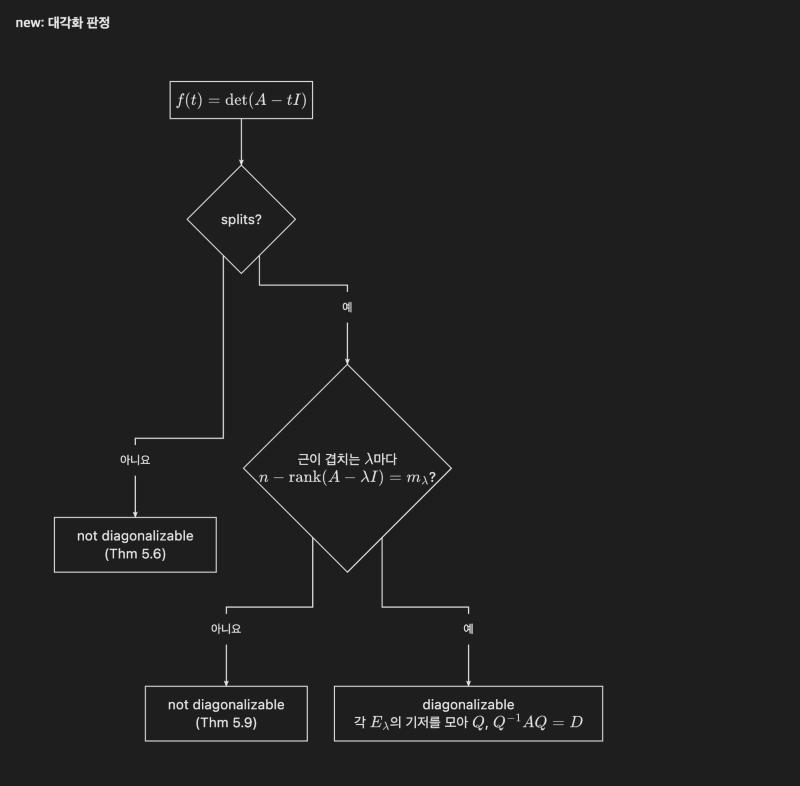 new: 대각화 판정
f(t) = det(A − tI)
splits?
예
근이 겹치는 λ마다
n − rank(A − λI) = m_λ?
아니요
not diagonalizable
(Thm 5.6)
아니요
예
not diagonalizable
(Thm 5.9)
diagonalizable
각 E_λ의 기저를 모아 Q, Q⁻¹AQ = D